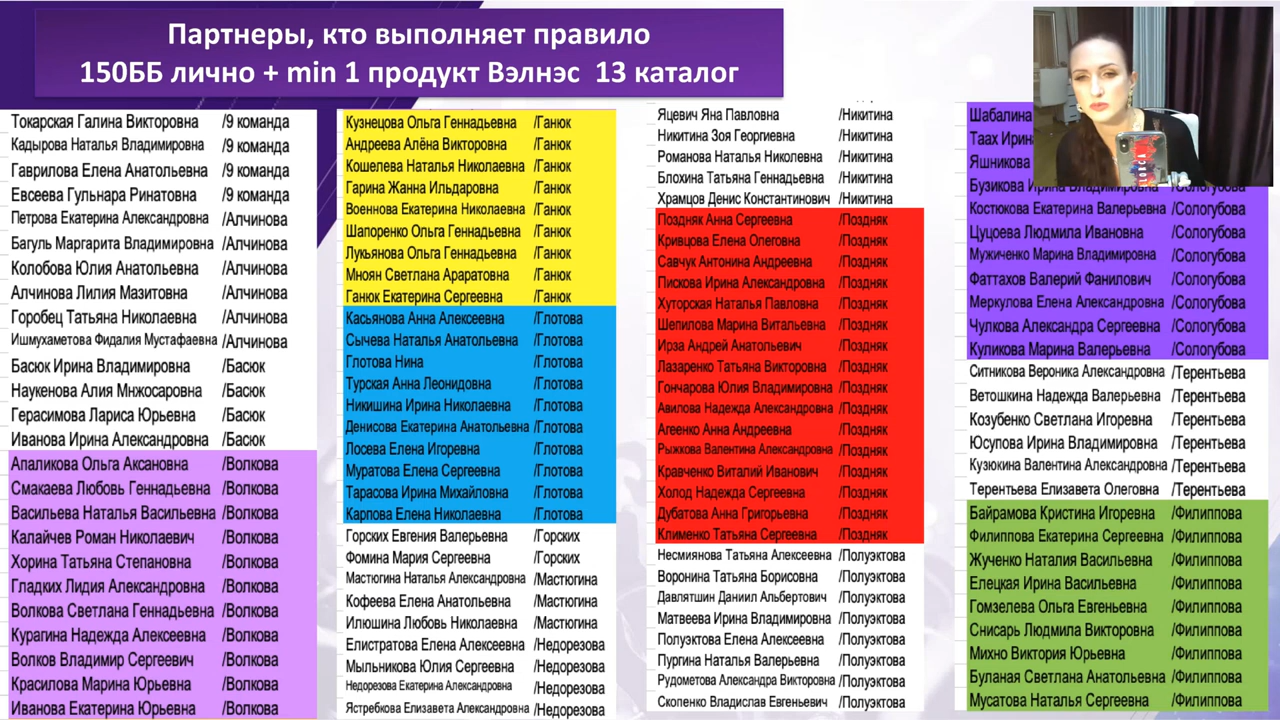 Партнеры, кто выполняет правило
150ББ лично + min 1 продукт Вэлнэс 13 каталог
Токарская Галина Викторовна /9 команда
Кадырова Наталья Владимировна /9 команда
Гаврилова Елена Анатольевна /9 команда
Евсеева Гульнара Ринатовна /9 команда
Петрова Екатерина Александровна /Алчинова
Багуль Маргарита Владимировна /Алчинова
Колобова Юлия Анатольевна /Алчинова
Алчинова Лилия Мазитовна /Алчинова
Горобец Татьяна Николаевна /Алчинова
Ишмухаметова Фидалия Мустафаевна /Алчинова
Басюк Ирина Владимировна /Басюк
Наукенова Алия Мнжосаровна /Басюк
Герасимова Лариса Юрьевна /Басюк
Иванова Ирина Александровна /Басюк
Апаликова Ольга Аксановна /Волкова
Смакаева Любовь Геннадьевна /Волкова
Васильева Наталья Васильевна /Волкова
Калайчев Роман Николаевич /Волкова
Хорина Татьяна Степановна /Волкова
Гладких Лидия Александровна /Волкова
Волкова Светлана Геннадьевна /Волкова
Курагина Надежда Алексеевна /Волкова
Волков Владимир Сергеевич /Волкова
Красилова Марина Юрьевна /Волкова
Иванова Екатерина Юрьевна /Волкова
Кузнецова Ольга Геннадьевна /Ганюк
Андреева Алёна Викторовна /Ганюк
Кошелева Наталья Николаевна /Ганюк
Гарина Жанна Ильдаровна /Ганюк
Военнова Екатерина Николаевна /Ганюк
Шапоренко Ольга Геннадьевна /Ганюк
Лукьянова Ольга Геннадьевна /Ганюк
Мноян Светлана Араратовна /Ганюк
Ганюк Екатерина Сергеевна /Ганюк
Касьянова Анна Алексеевна /Глотова
Сычева Наталья Анатольевна /Глотова
Глотова Нина /Глотова
Турская Анна Леонидовна /Глотова
Никишина Ирина Николаевна /Глотова
Денисова Екатерина Анатольевна /Глотова
Лосева Елена Игоревна /Глотова
Муратова Елена Сергеевна /Глотова
Тарасова Ирина Михайловна /Глотова
Карпова Елена Николаевна /Глотова
Горских Евгения Валерьевна /Горских
Фомина Мария Сергеевна /Горских
Мастюгина Наталья Александровна /Мастюгина
Кофеева Елена Анатольевна /Мастюгина
Илюшина Любовь Николаевна /Мастюгина
Елистратова Елена Алексеевна /Недорезова
Мыльникова Юлия Сергеевна /Недорезова
Недорезова Екатерина Александровна /Недорезова
Ястребкова Елизавета Алексеевна /Недорезова
Яцевич Яна Павловна /Никитина
Никитина Зоя Георгиевна /Никитина
Романова Наталья Николевна /Никитина
Блохина Татьяна Геннадьевна /Никитина
Храмцов Денис Константинович /Никитина
Поздняк Анна Сергеевна /Поздняк
Кривцова Елена Олеговна /Поздняк
Савчук Антонина Андреевна /Поздняк
Пискова Ирина Александровна /Поздняк
Хуторская Наталья Павловна /Поздняк
Шепилова Марина Витальевна /Поздняк
Ирза Андрей Анатольевич /Поздняк
Лазаренко Татьяна Викторовна /Поздняк
Гончарова Юлия Владимировна /Поздняк
Авилова Надежда Александровна /Поздняк
Агеенко Анна Андреевна /Поздняк
Рыжкова Валентина Александровна /Поздняк
Кравченко Виталий Иванович /Поздняк
Холод Надежда Сергеевна /Поздняк
Дубатова Анна Григорьевна /Поздняк
Клименко Татьяна Сергеевна /Поздняк
Несмиянова Татьяна Алексеевна /Полуэктова
Воронина Татьяна Борисовна /Полуэктова
Давлятшин Даниил Альбертович /Полуэктова
Матвеева Ирина Владимировна /Полуэктова
Полуэктова Елена Алексеевна /Полуэктова
Пургина Наталья Валерьевна /Полуэктова
Рудометова Александра Викторовна /Полуэктова
Скопенко Владислав Евгеньевич /Полуэктова
Шабалина
Таах Ирин
Яшникова
Бузикова Ирина Владимировна /Сологубова
Костюкова Екатерина Валерьевна /Сологубова
Цуцоева Людмила Ивановна /Сологубова
Мужиченко Марина Владимировна /Сологубова
Фаттахов Валерий Фанилович /Сологубова
Меркулова Елена Александровна /Сологубова
Чулкова Александра Сергеевна /Сологубова
Куликова Марина Валерьевна /Сологубова
Ситникова Вероника Александровна /Терентьева
Ветошкина Надежда Валерьевна /Терентьева
Козубенко Светлана Игоревна /Терентьева
Юсупова Ирина Владимировна /Терентьева
Кузюкина Валентина Александровна /Терентьева
Терентьева Елизавета Олеговна /Терентьева
Байрамова Кристина Игоревна /Филиппова
Филиппова Екатерина Сергеевна /Филиппова
Жученко Наталия Васильевна /Филиппова
Елецкая Ирина Васильевна /Филиппова
Гомзелева Ольга Евгеньевна /Филиппова
Снисарь Людмила Викторовна /Филиппова
Михно Виктория Юрьевна /Филиппова
Буланая Светлана Анатольевна /Филиппова
Мусатова Наталья Сергеевна /Филиппова